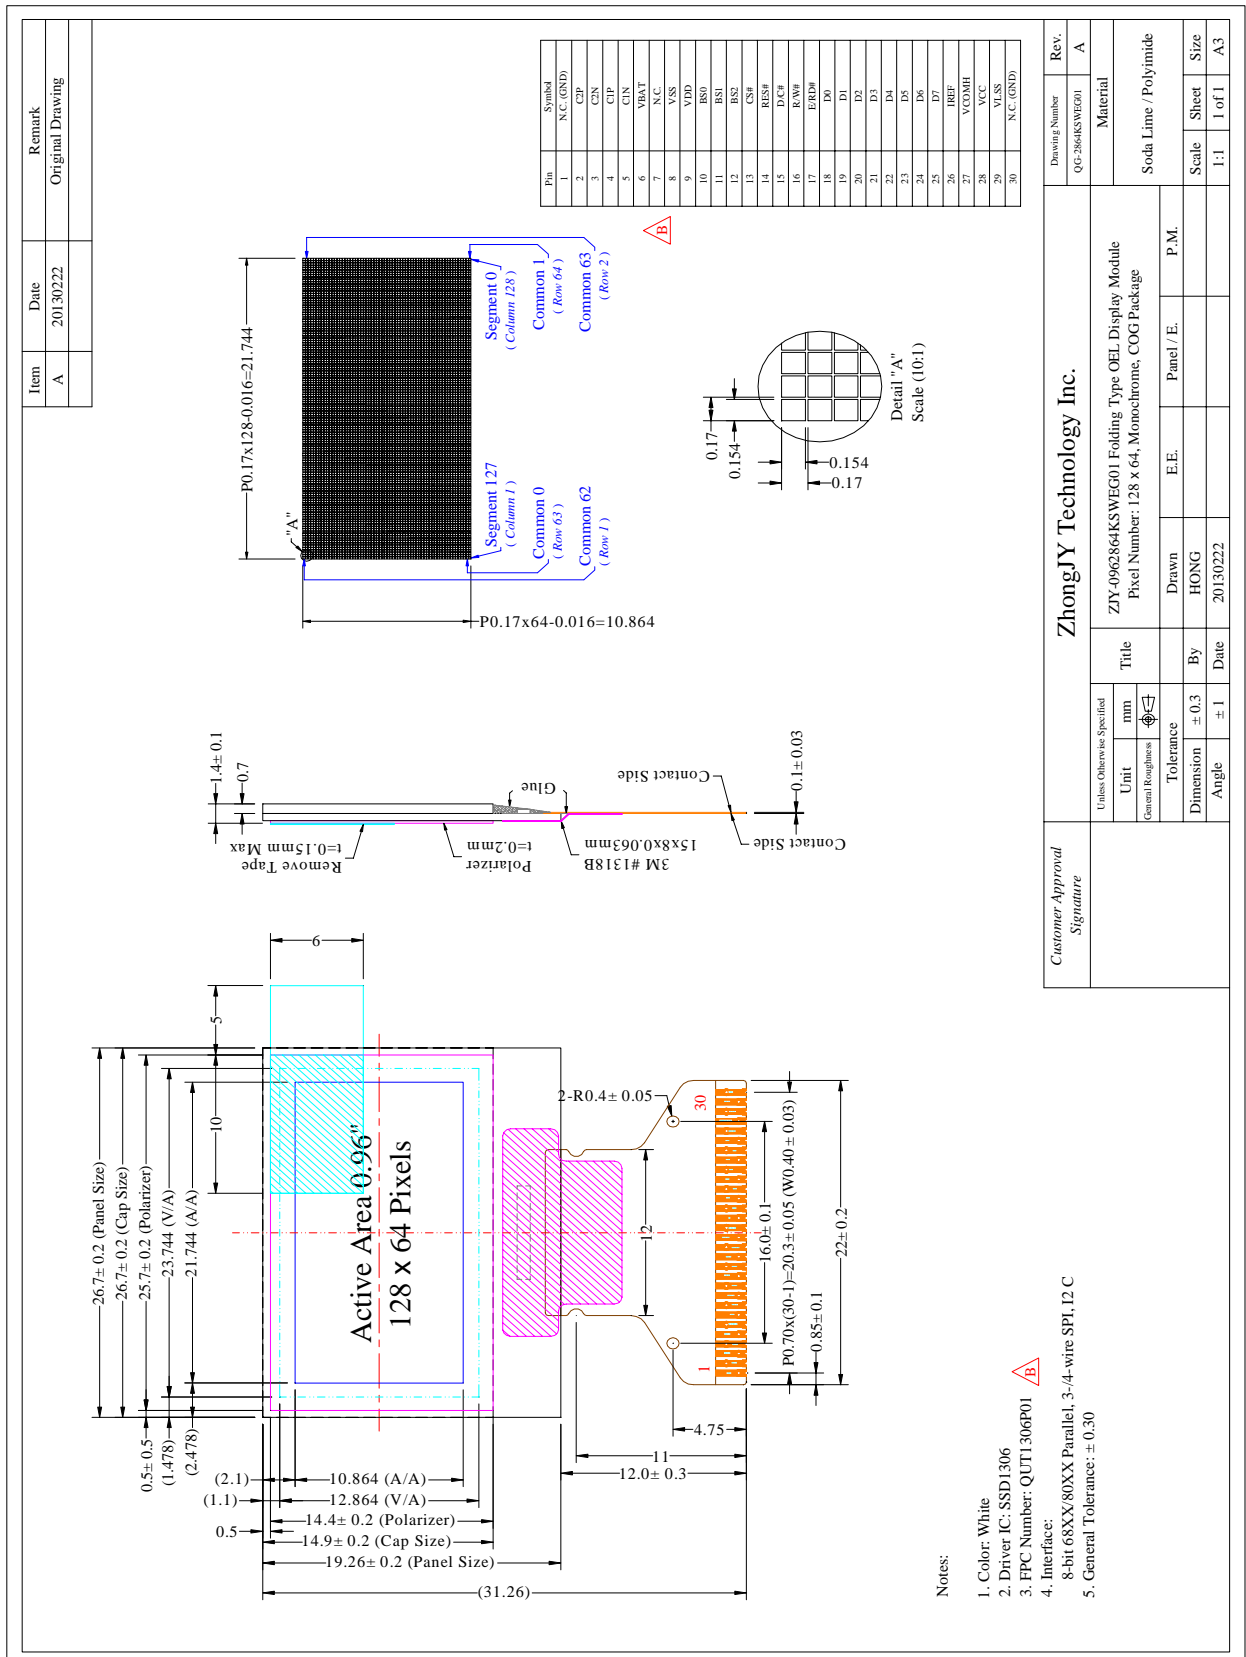 Item Date Remark
A 20130222 Original Drawing
26.7±0.2 (Panel Size)
26.7±0.2 (Cap Size)
25.7±0.2 (Polarizer)
23.744 (V/A)
21.744 (A/A)
10
5
6
0.5±0.5
(1.478)
(2.478)
(2.1)
(1.1)
0.5
10.864 (A/A)
12.864 (V/A)
14.4±0.2 (Polarizer)
14.9±0.2 (Cap Size)
19.26±0.2 (Panel Size)
(31.26)
Active Area 0.96"
128 x 64 Pixels
2-R0.4±0.05
12
1
30
4.75
11
12.0±0.3
16.0±0.1
P0.70x(30-1)=20.3±0.05 (W0.40±0.03)
0.85±0.1
22±0.2
1.4±0.1
0.7
Remove Tape
t=0.15mm Max
Polarizer
t=0.2mm
3M #1318B
15x8x0.063mm
Glue
Contact Side
Contact Side
0.1±0.03
P0.17x128-0.016=21.744
"A"
P0.17x64-0.016=10.864
Segment 127
( Column 1 )
Common 0
( Row 63 )
Common 62
( Row 1 )
Segment 0
( Column 128 )
Common 1
( Row 64 )
Common 63
( Row 2 )
0.17
0.154
0.154
0.17
Detail "A"
Scale (10:1)
B
Pin Symbol
1 N.C. (GND)
2 C2P
3 C2N
4 C1P
5 C1N
6 VBAT
7 N.C.
8 VSS
9 VDD
10 BS0
11 BS1
12 BS2
13 CS#
14 RES#
15 D/C#
16 R/W#
17 E/RD#
18 D0
19 D1
20 D2
21 D3
22 D4
23 D5
24 D6
25 D7
26 IREF
27 VCOMH
28 VCC
29 VLSS
30 N.C. (GND)
Notes:
1. Color: White
2. Driver IC: SSD1306
3. FPC Number: QUT1306P01
B
4. Interface:
8-bit 68XX/80XX Parallel, 3-/4-wire SPI, I2 C
5. General Tolerance: ±0.30
Customer Approval
Signature
ZhongJY Technology Inc.
Drawing Number Rev.
QG-2864KSWEG01 A
Unless Otherwise Specified
Unit mm
General Roughness
Tolerance
Dimension ±0.3
Angle ±1
Title
ZJY-0962864KSWEG01 Folding Type OEL Display Module
Pixel Number: 128 x 64, Monochrome, COG Package
Material
Soda Lime / Polyimide
Drawn E.E. Panel / E. P.M.
By HONG
Date 20130222
Scale Sheet Size
1:1 1 of 1 A3